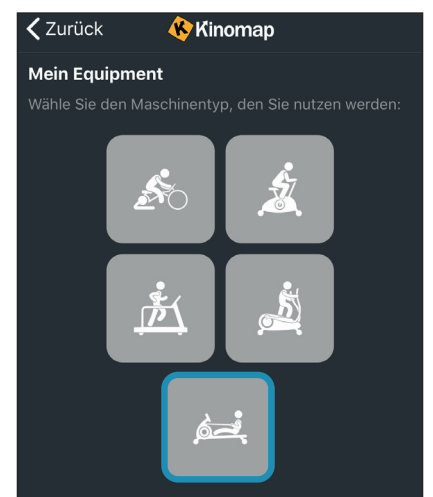 Zurück
Kinomap
Mein Equipment
Wähle Sie den Maschinentyp, den Sie nutzen werden: